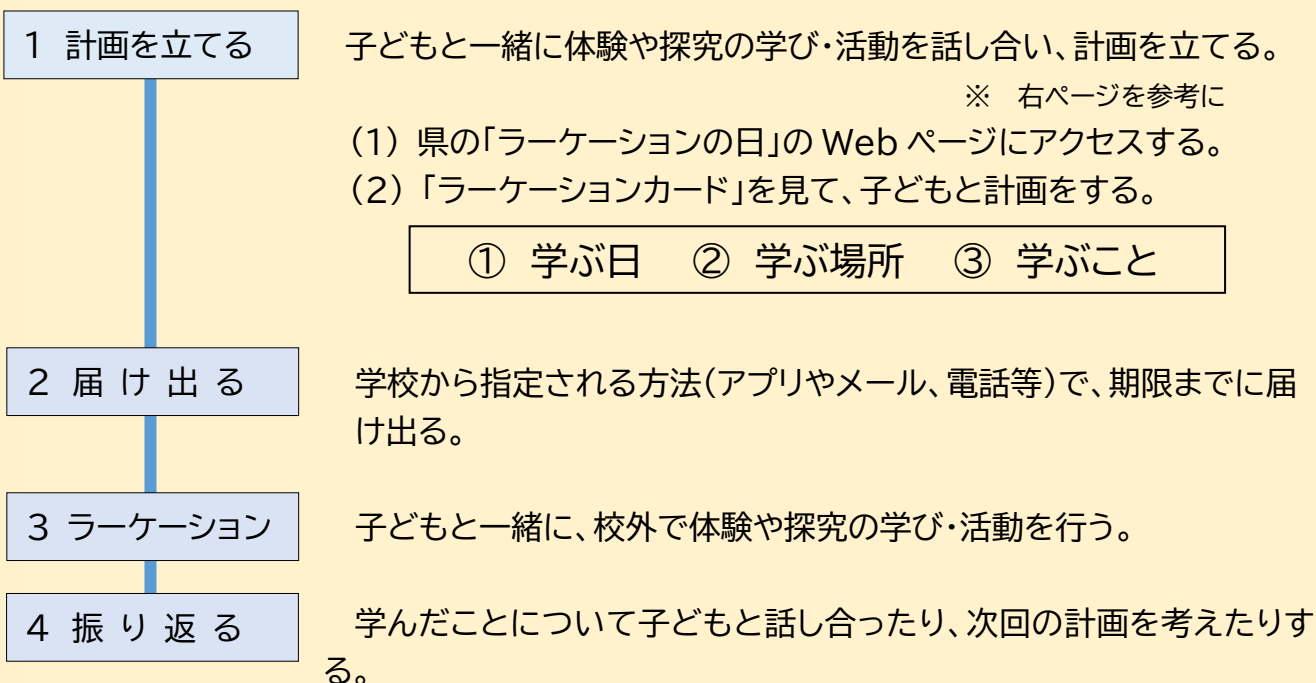 1 計画を立てる
子どもと一緒に体験や探究の学び・活動を話し合い、計画を立てる。
※ 右ページを参考に
(1) 県の「ラーケーションの日」の Web ページにアクセスする。
(2) 「ラーケーションカード」を見て、子どもと計画をする。
① 学ぶ日 ② 学ぶ場所 ③ 学ぶこと
2 届 け 出 る
学校から指定される方法(アプリやメール、電話等)で、期限までに届
け出る。
3 ラーケーション
子どもと一緒に、校外で体験や探究の学び・活動を行う。
4 振 り 返 る
学んだことについて子どもと話し合ったり、次回の計画を考えたりす
る。